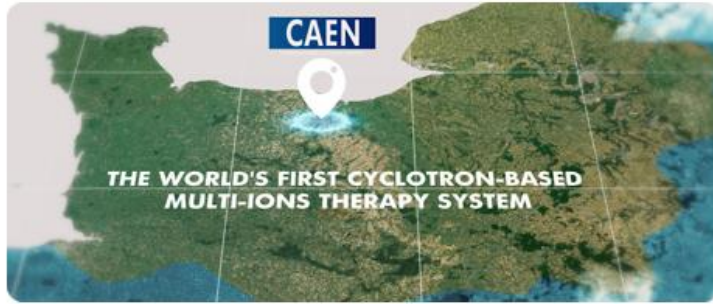 CAEN
THE WORLD'S FIRST CYCLOTRON-BASED
MULTI-IONS THERAPY SYSTEM